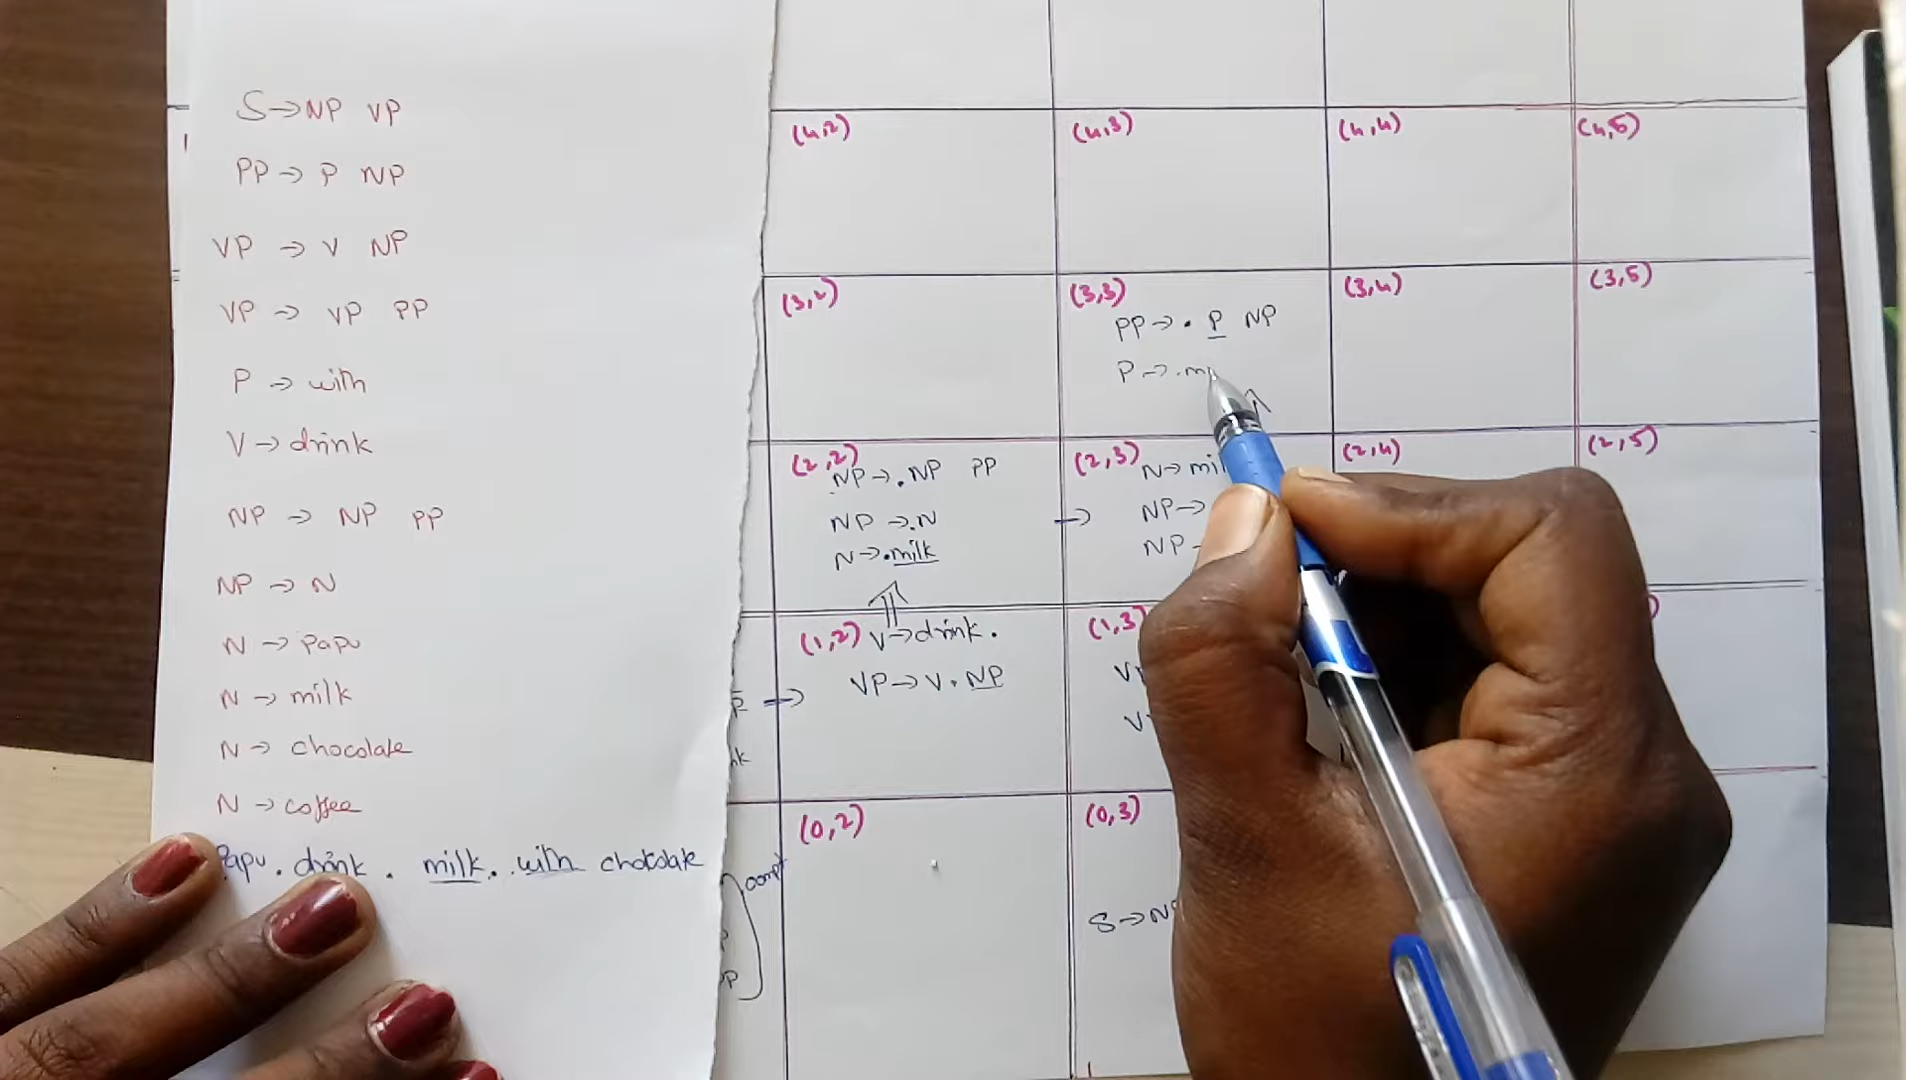 S → NP VP
PP → P NP
VP → V NP
VP → VP PP
P → with
V → drink
NP → NP PP
NP → N
N → papu
N → milk
N → chocolate
N → coffee
Papu . drink . milk. . with chocolate
(4,2) (4,3) (4,4) (4,5)
(3,2) (3,3) (3,4) (3,5)
PP → . P NP
P → .
(2,2) (2,3) (2,4) (2,5)
NP → . NP PP
NP → . N
N → . milk
N →
NP →
NP
(1,2) (1,3)
V → drink .
VP → V . NP
(0,2) (0,3)
S →